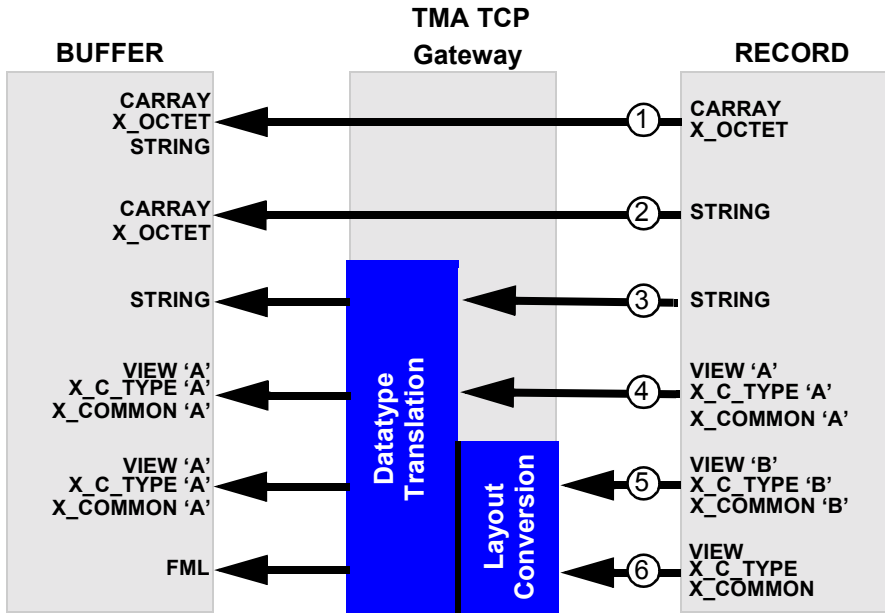 TMA TCP
Gateway
BUFFER
RECORD
CARRAY
X_OCTET
STRING
1
CARRAY
X_OCTET
CARRAY
X_OCTET
2
STRING
STRING
3
STRING
VIEW ‘A’
X_C_TYPE ‘A’
X_COMMON ‘A’
4
VIEW ‘A’
X_C_TYPE ‘A’
X_COMMON ‘A’
VIEW ‘A’
X_C_TYPE ‘A’
X_COMMON ‘A’
5
VIEW ‘B’
X_C_TYPE ‘B’
X_COMMON ‘B’
FML
6
VIEW
X_C_TYPE
X_COMMON
Datatype
Translation
Layout
Conversion